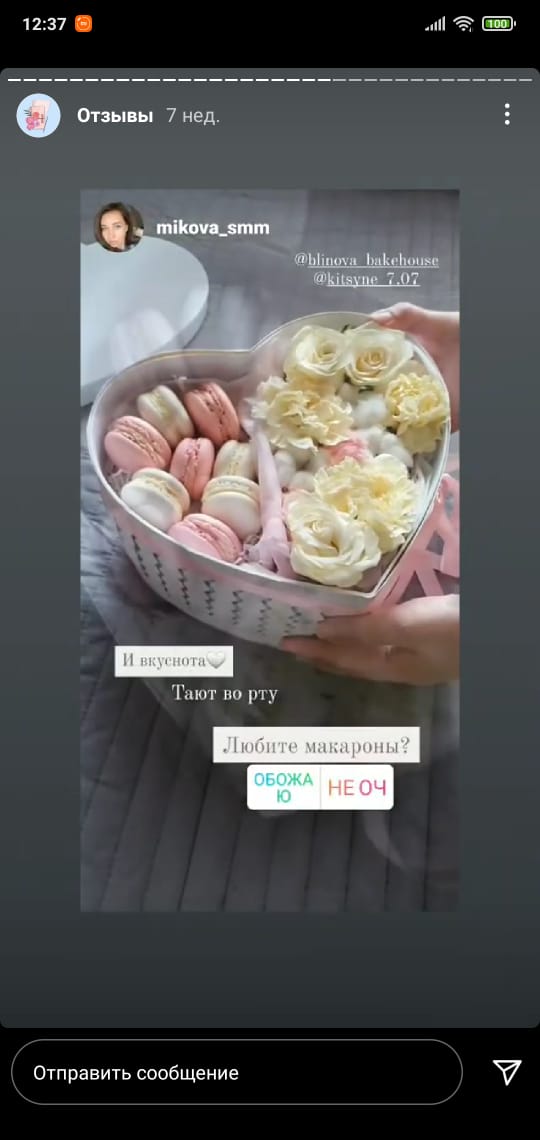 12:37
100
Отзывы 7 нед.
mikova_smm
@blinova_bakehouse
@kitsyne_7.07
И вкуснота🤍
Тают во рту
Любите макароны?
ОБОЖА
Ю
НЕ ОЧ
Отправить сообщение